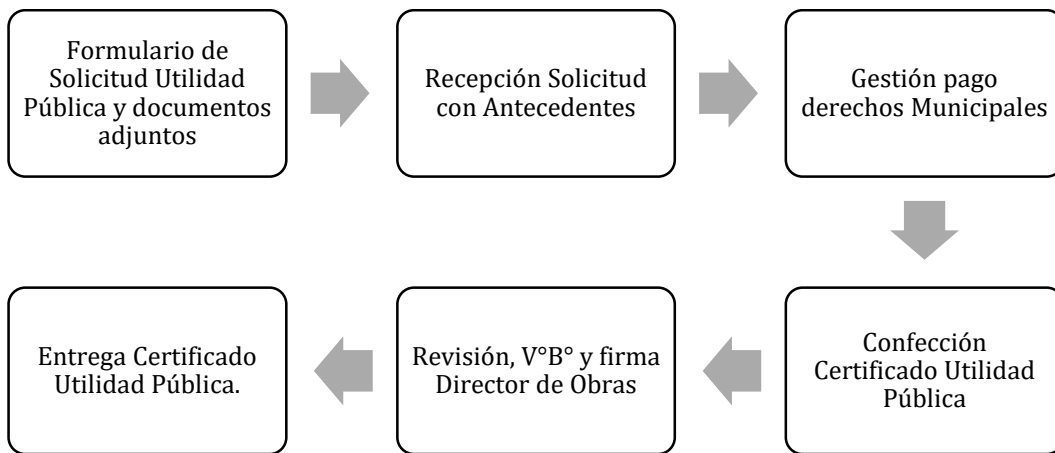 Formulario de
Solicitud Utilidad
Pública y documentos
adjuntos
Recepción Solicitud
con Antecedentes
Gestión pago
derechos Municipales
Confección
Certificado Utilidad
Pública
Revisión, V°B° y firma
Director de Obras
Entrega Certificado
Utilidad Pública.